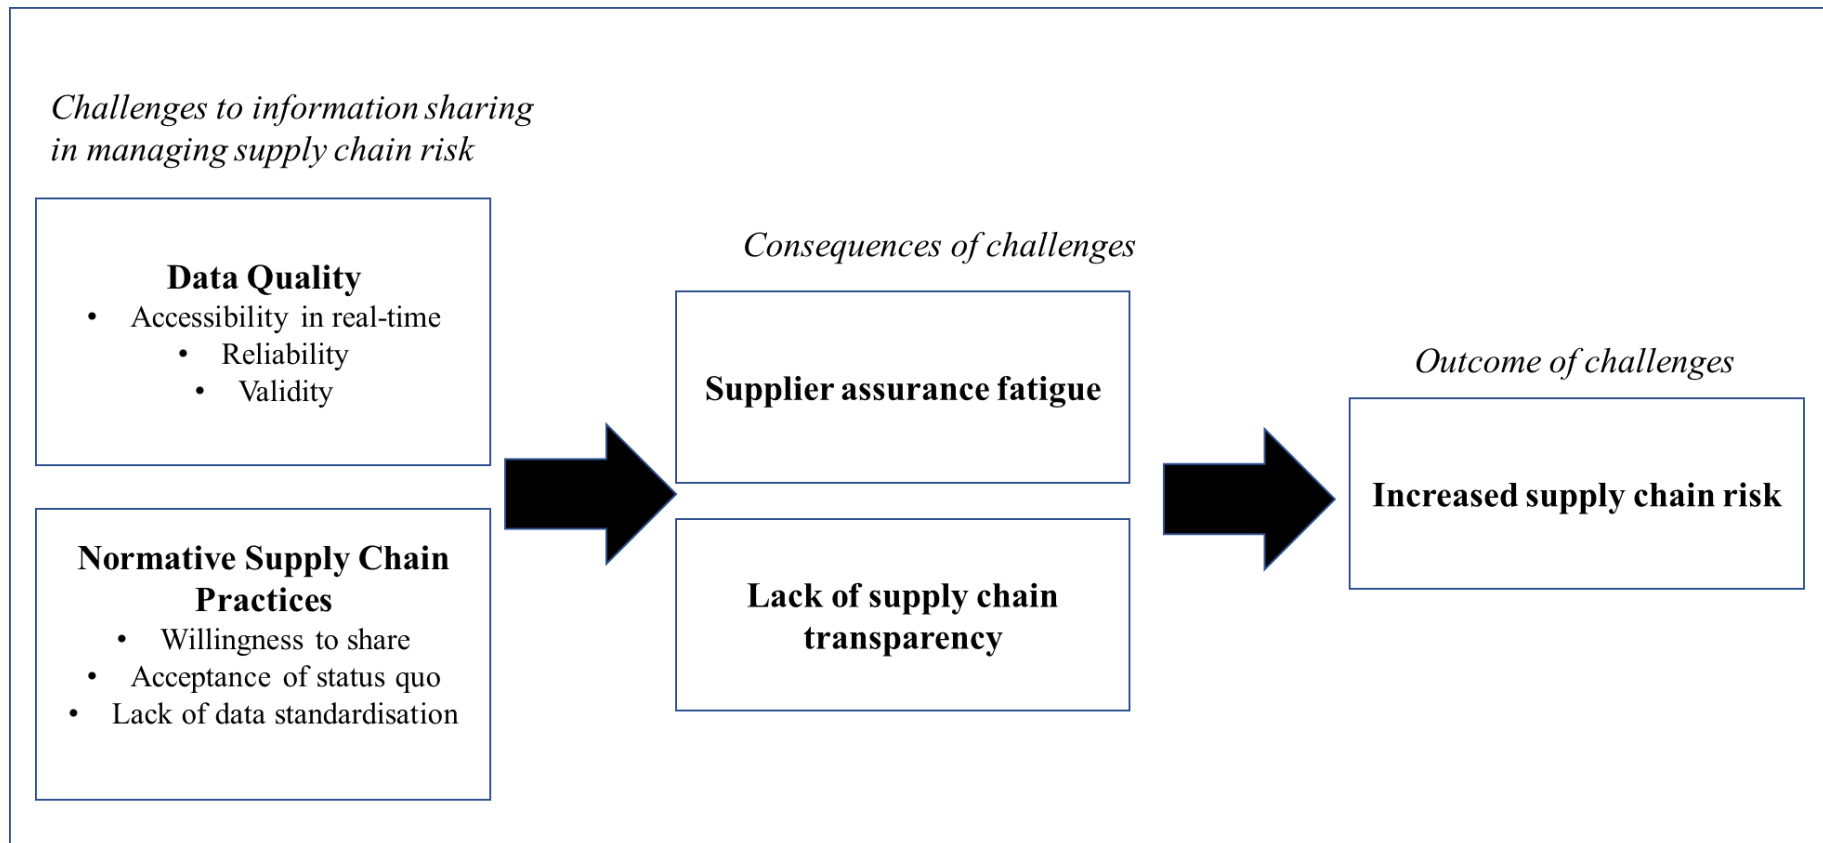 Challenges to information sharing
in managing supply chain risk
Data Quality
• Accessibility in real-time
• Reliability
• Validity
Normative Supply Chain
Practices
• Willingness to share
• Acceptance of status quo
• Lack of data standardisation
Consequences of challenges
Supplier assurance fatigue
Lack of supply chain
transparency
Outcome of challenges
Increased supply chain risk